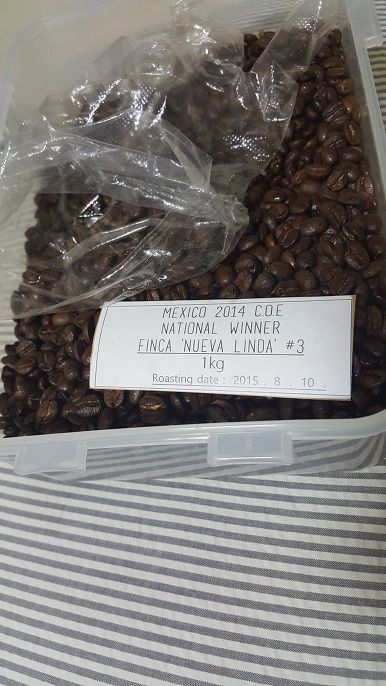 MEXICO 2014 C.O.E
NATIONAL WINNER
FINCA 'NUEVA LINDA' #3
1kg
Roasting date : 2015 . 8 . 10 .